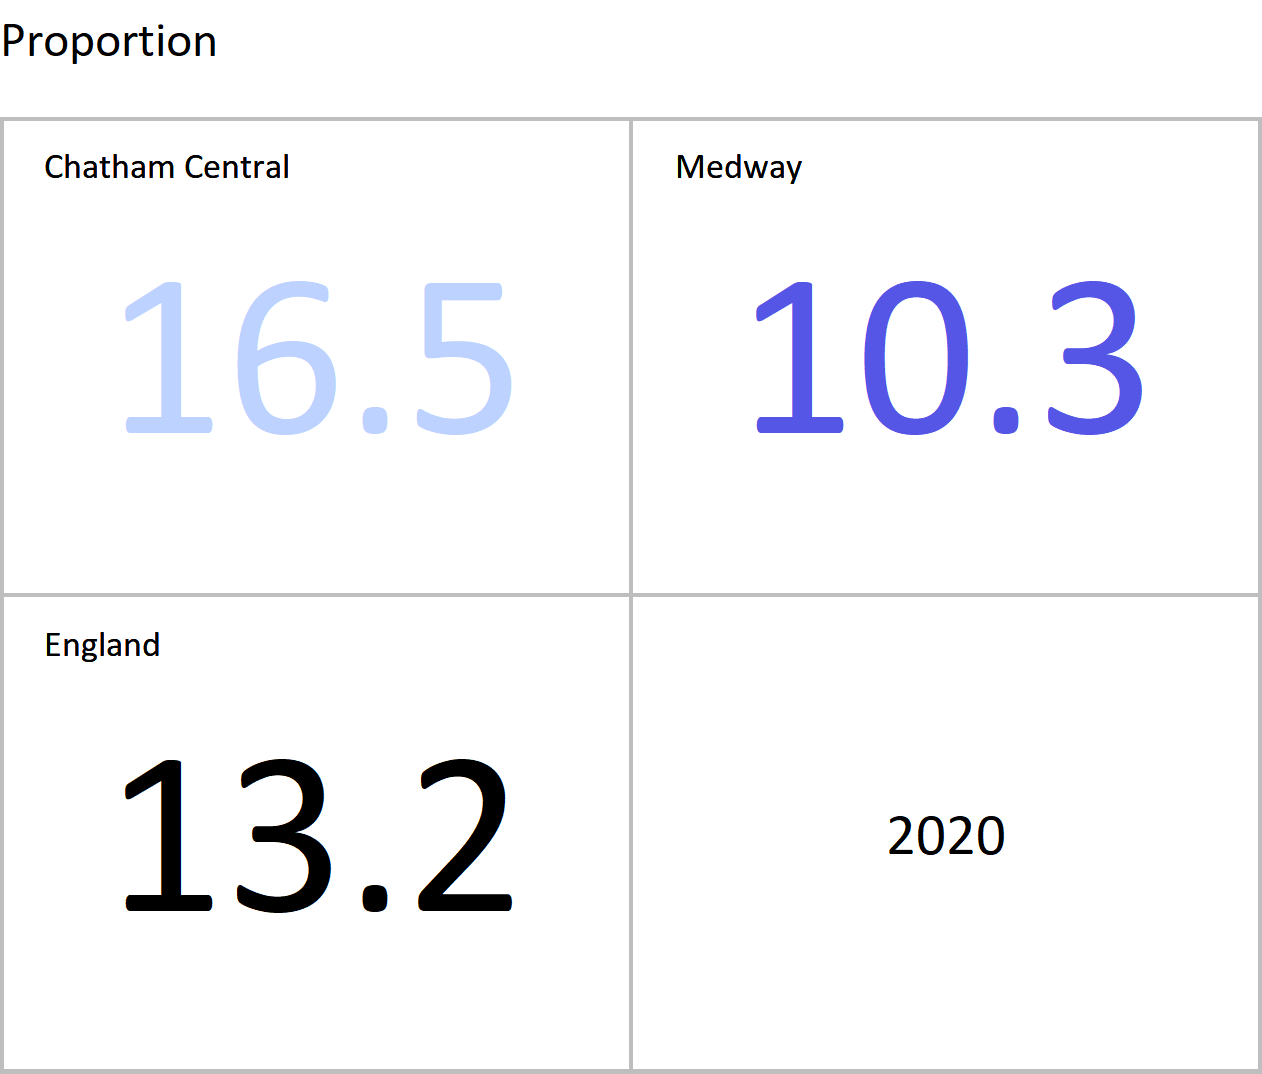 Proportion
Chatham Central
Medway
16.5
10.3
England
13.2
2020